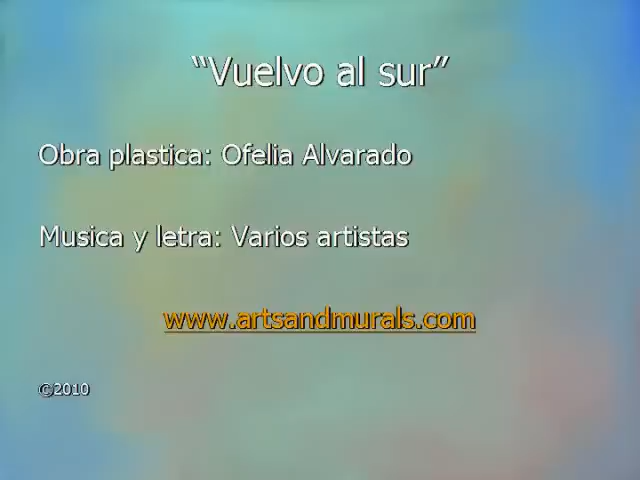 “Vuelvo al sur”
Obra plastica: Ofelia Alvarado
Musica y letra: Varios artistas
www.artsandmurals.com
©2010